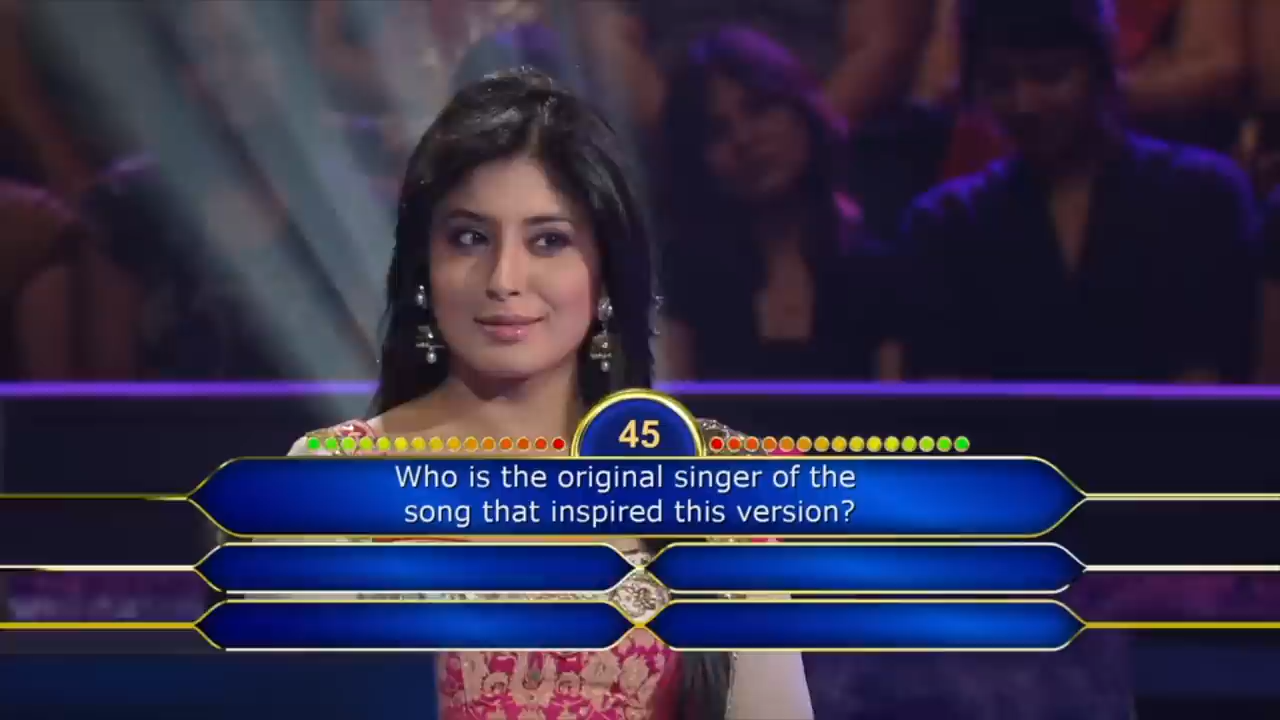 45
Who is the original singer of the
song that inspired this version?